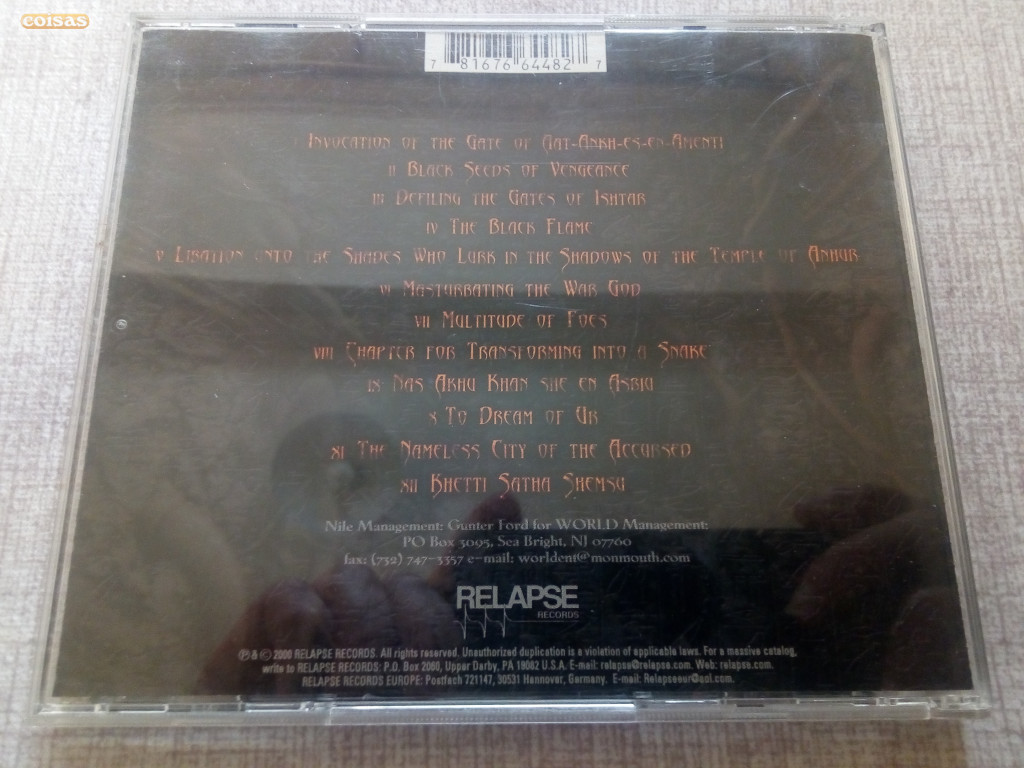 coisas
7 81676 64482 7
I Invocation of the Gate of Aat-Ankh-es-en-Amenti
II Black Seeds of Vengeance
III Defiling the Gates of Ishtar
IV The Black Flame
V Libation unto the Shades Who Lurk in the Shadows of the Temple of Anhur
VI Masturbating the War God
VII Multitude of Foes
VIII Chapter for Transforming into a Snake
IX Nas Akhu Khan she en Asbiu
X To Dream of Ur
XI The Nameless City of the Accursed
XII Khetti Satha Shemsu
Nile Management: Gunter Ford for WORLD Management:
PO Box 3095, Sea Bright, NJ 07760
fax: (732) 747-3357 e-mail: worldent@monmouth.com
RELAPSE
RECORDS
℗ & © 2000 RELAPSE RECORDS. All rights reserved. Unauthorized duplication is a violation of applicable laws. For a massive catalog,
write to RELAPSE RECORDS: P.O. Box 2060, Upper Darby, PA 19082 U.S.A. E-mail: relapse@relapse.com. Web: relapse.com.
RELAPSE RECORDS EUROPE: Postfach 721147, 30531 Hannover, Germany. E-mail: Relapseeur@aol.com.